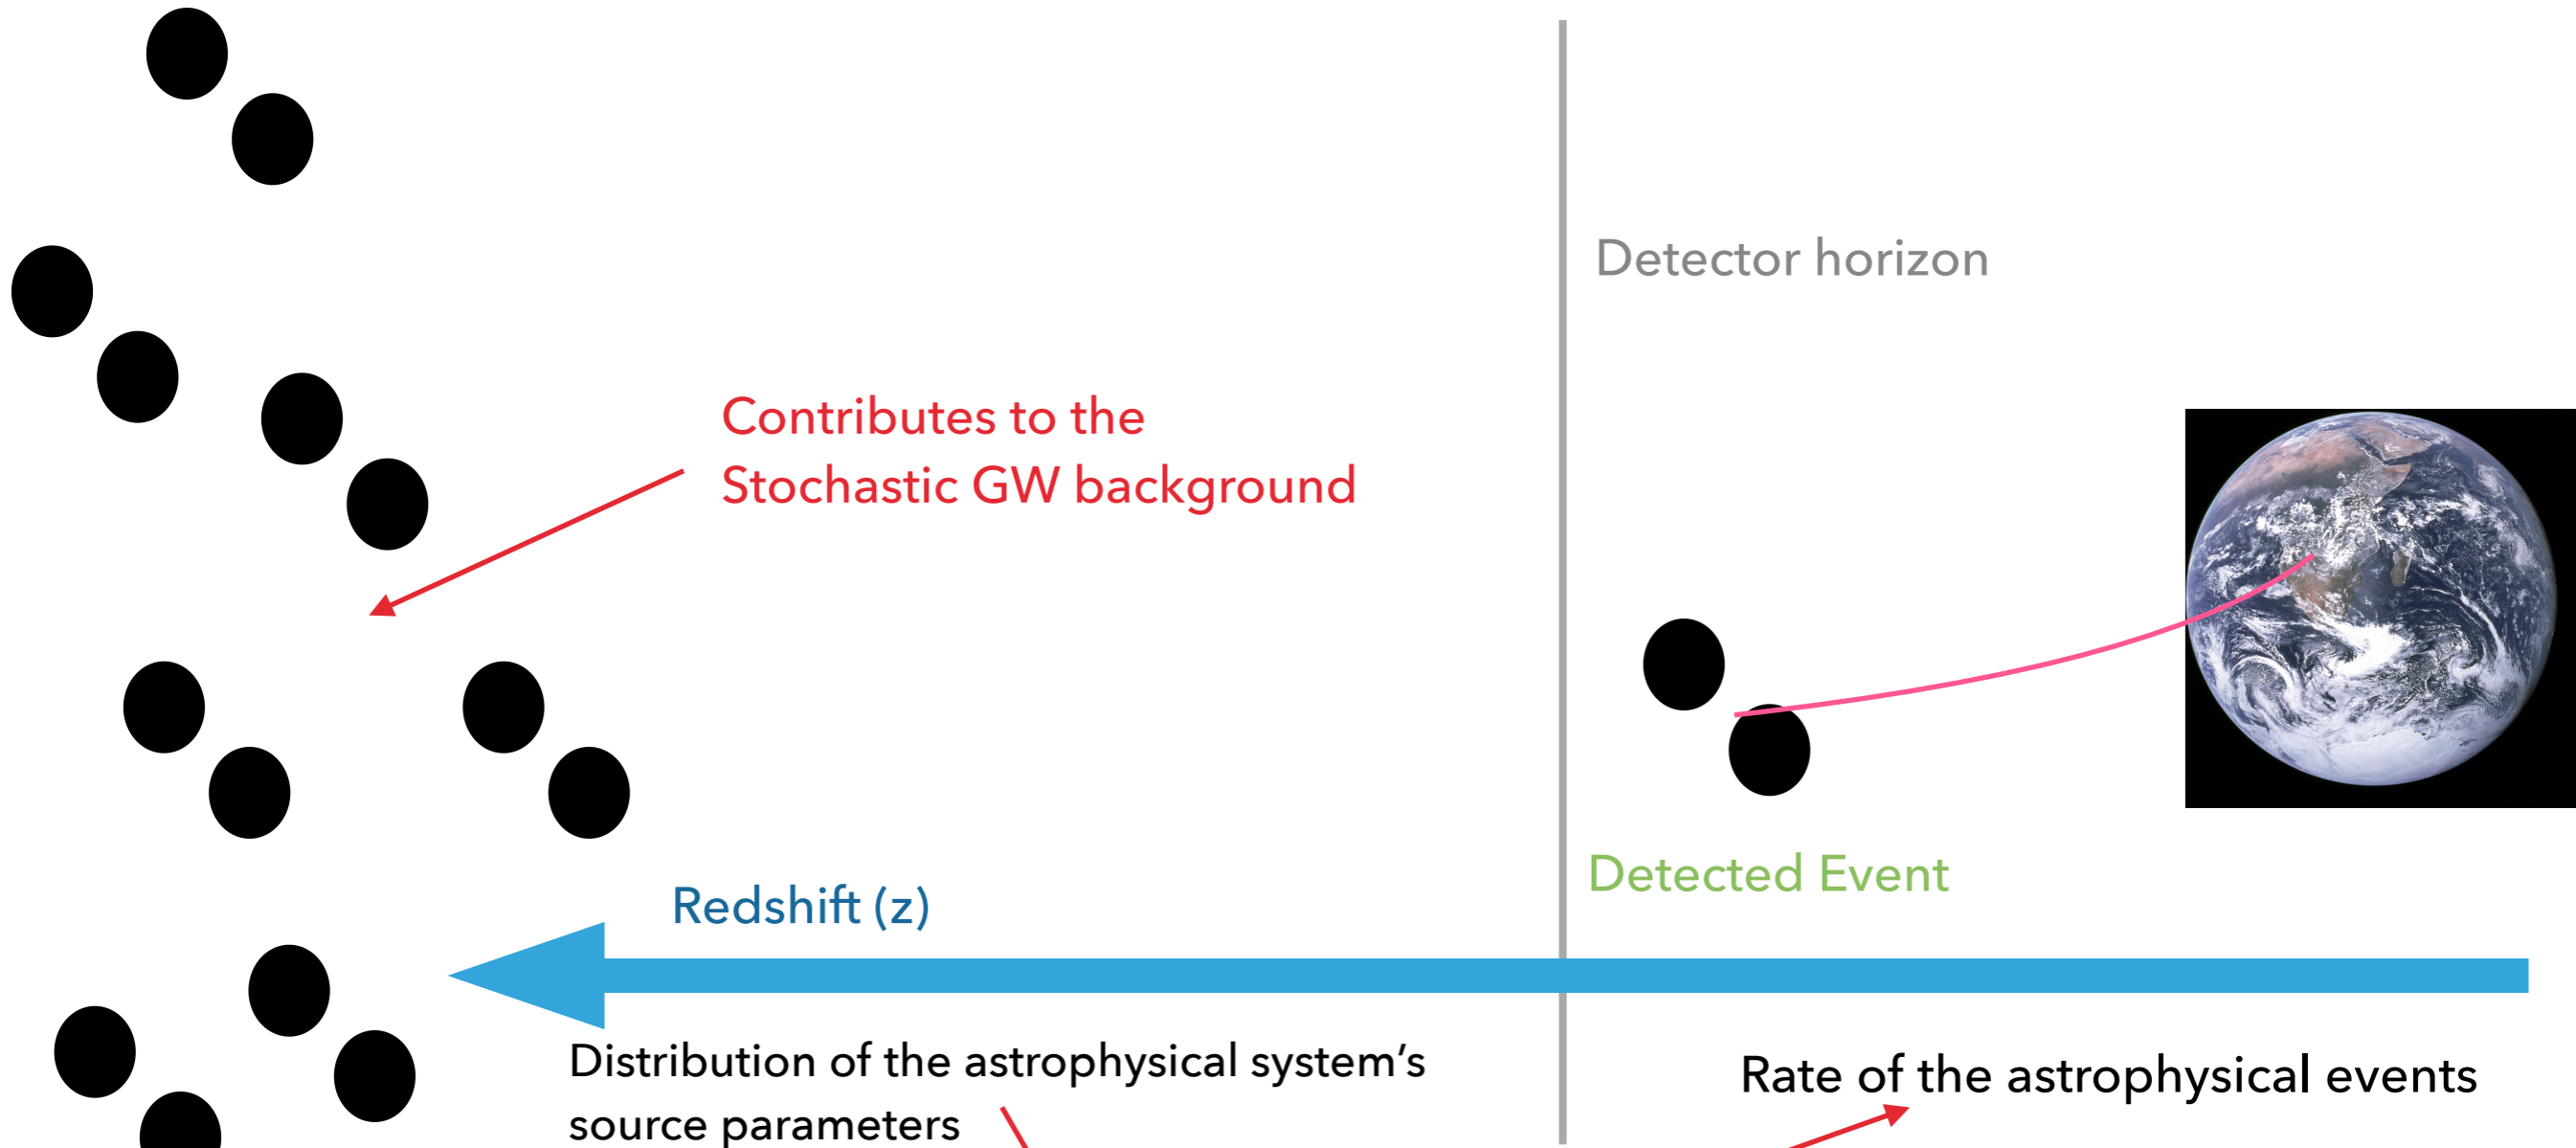 Detector horizon
Contributes to the
Stochastic GW background
Detected Event
Redshift (z)
Distribution of the astrophysical system’s
source parameters
Rate of the astrophysical events